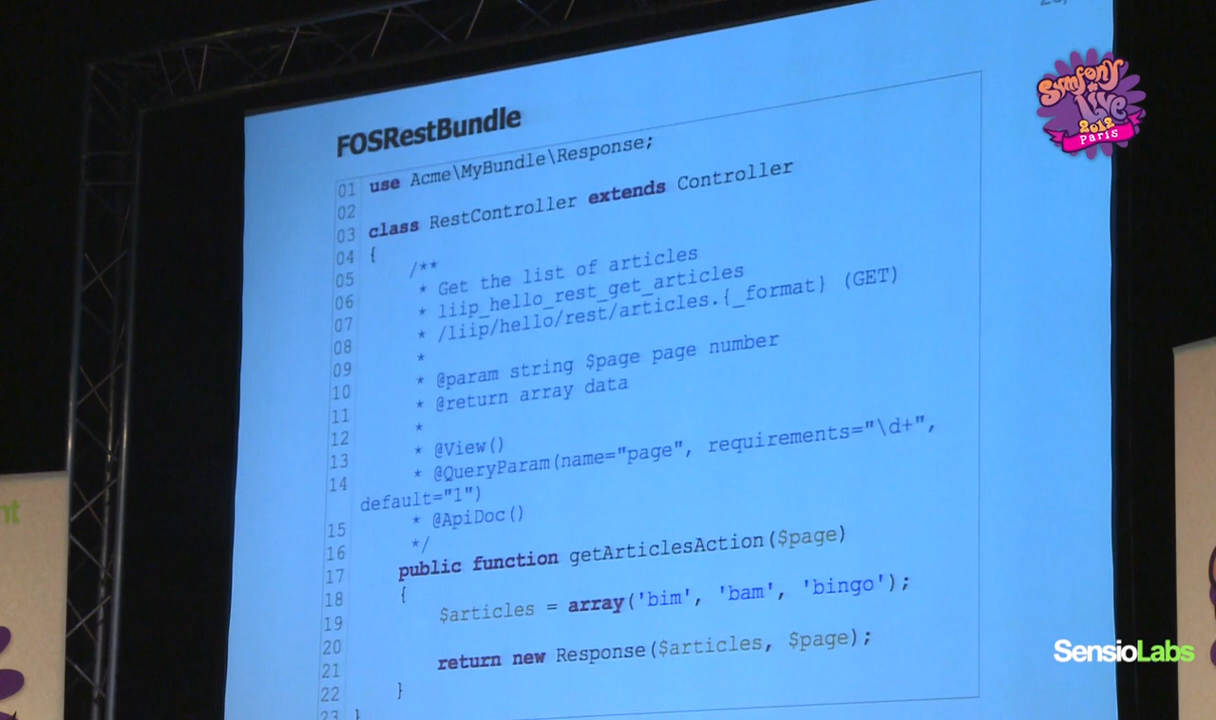 FOSRestBundle
01 use Acme\MyBundle\Response;
02
03 class RestController extends Controller
04 {
05 /**
06 * Get the list of articles
07 * liip_hello_rest_get_articles
08 * /liip/hello/rest/articles.{_format} (GET)
09 *
10 * @param string $page page number
11 * @return array data
12 *
13 * @View()
14 * @QueryParam(name="page", requirements="\d+",
default="1")
15 * @ApiDoc()
16 */
17 public function getArticlesAction($page)
18 {
19 $articles = array('bim', 'bam', 'bingo');
20
21 return new Response($articles, $page);
22 }
23 }
Symfony
Live
2012
Paris
nt
SensioLabs